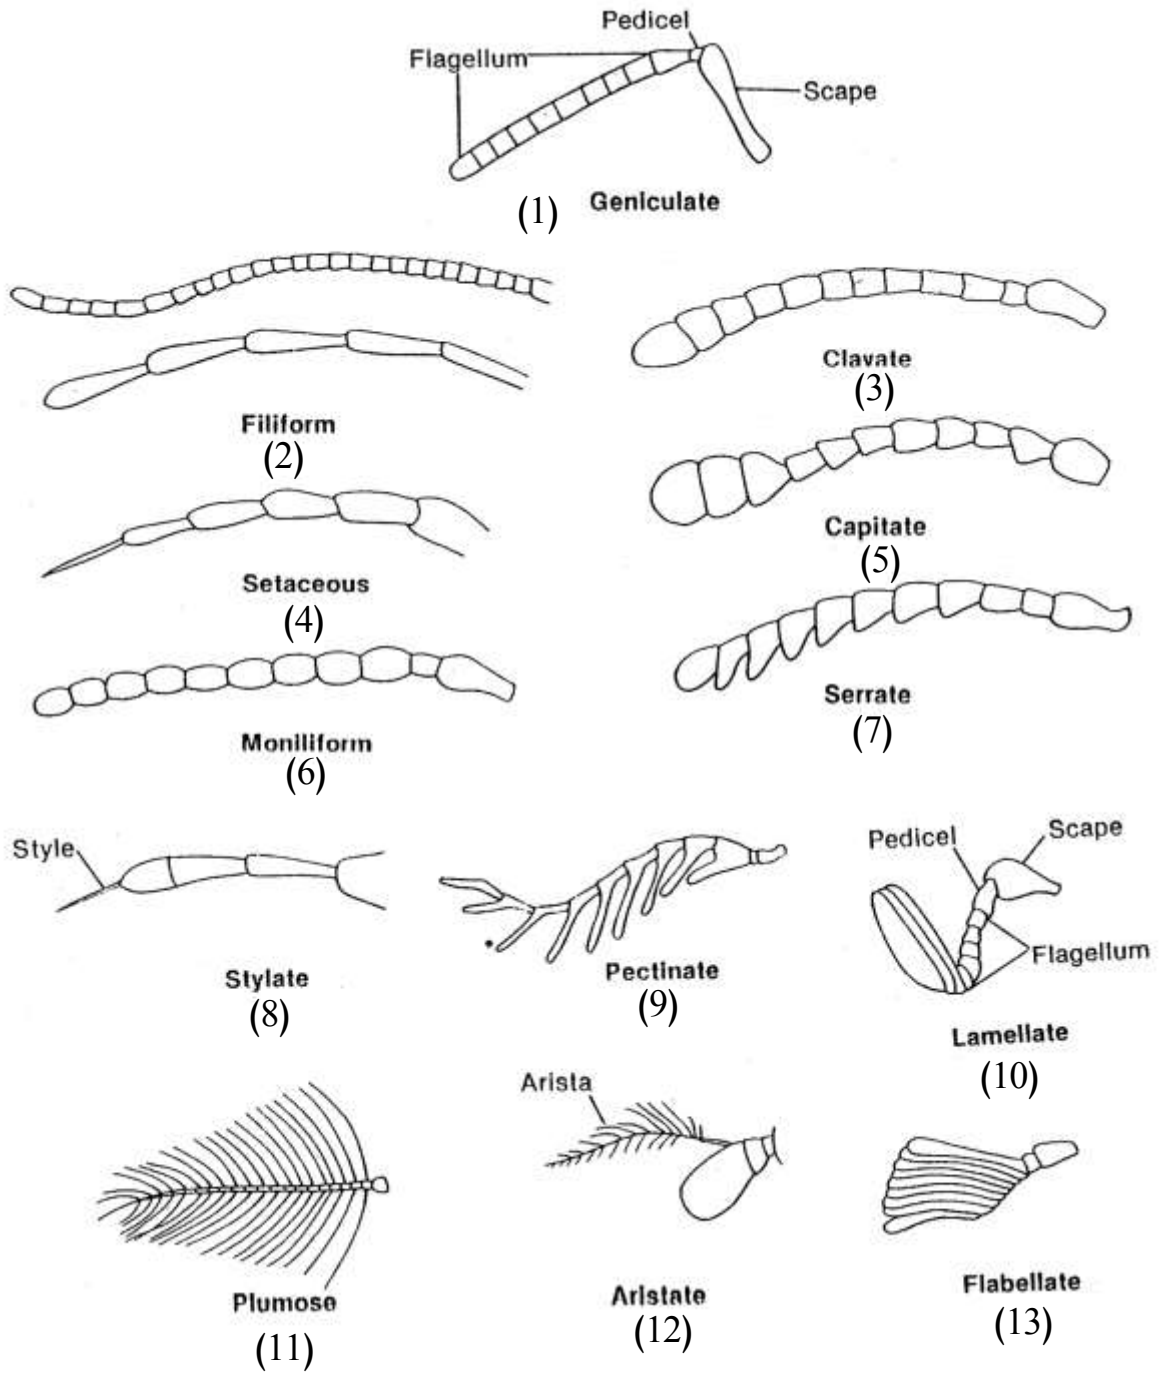 Pedicel
Flagellum
Scape
(1) Geniculate
Filiform
(2)
Clavate
(3)
Setaceous
(4)
Capitate
(5)
Moniliform
(6)
Serrate
(7)
Style
Stylate
(8)
Pectinate
(9)
Pedicel
Scape
Flagellum
Lamellate
(10)
Plumose
(11)
Arista
Aristate
(12)
Flabellate
(13)